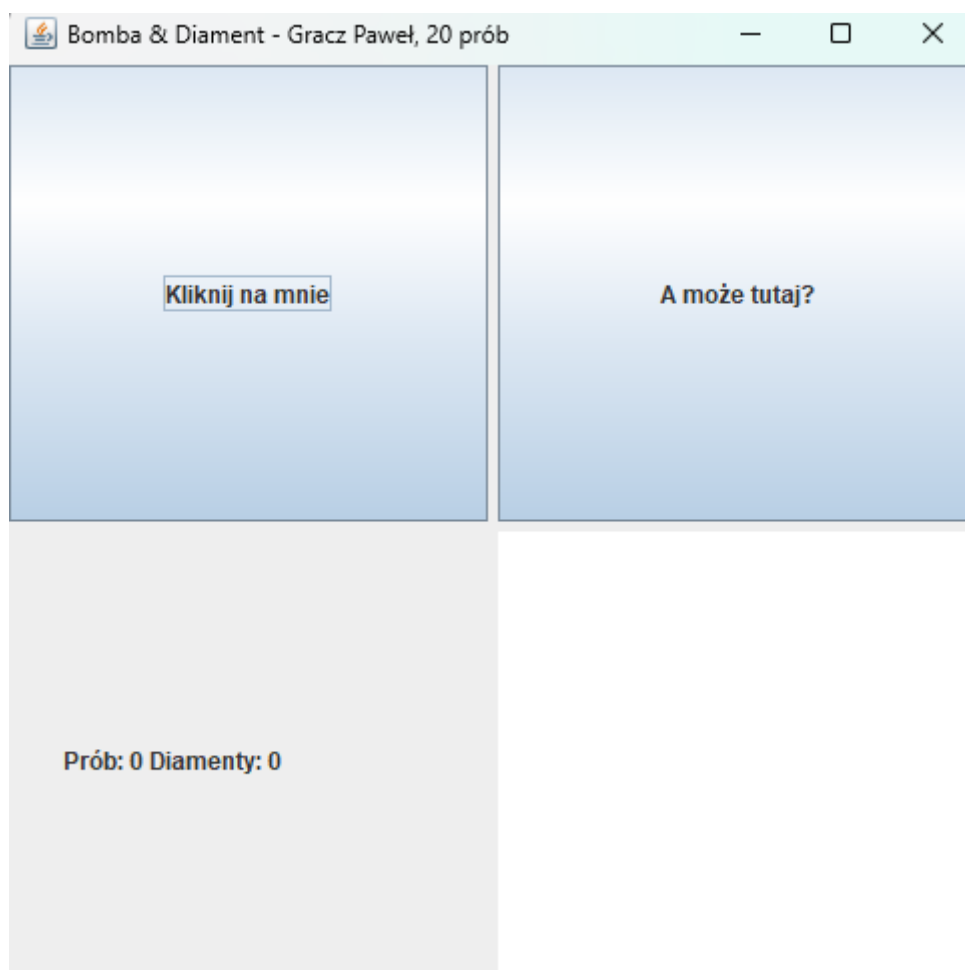 Bomba & Diament - Gracz Paweł, 20 prób
Kliknij na mnie
A może tutaj?
Prób: 0 Diamenty: 0